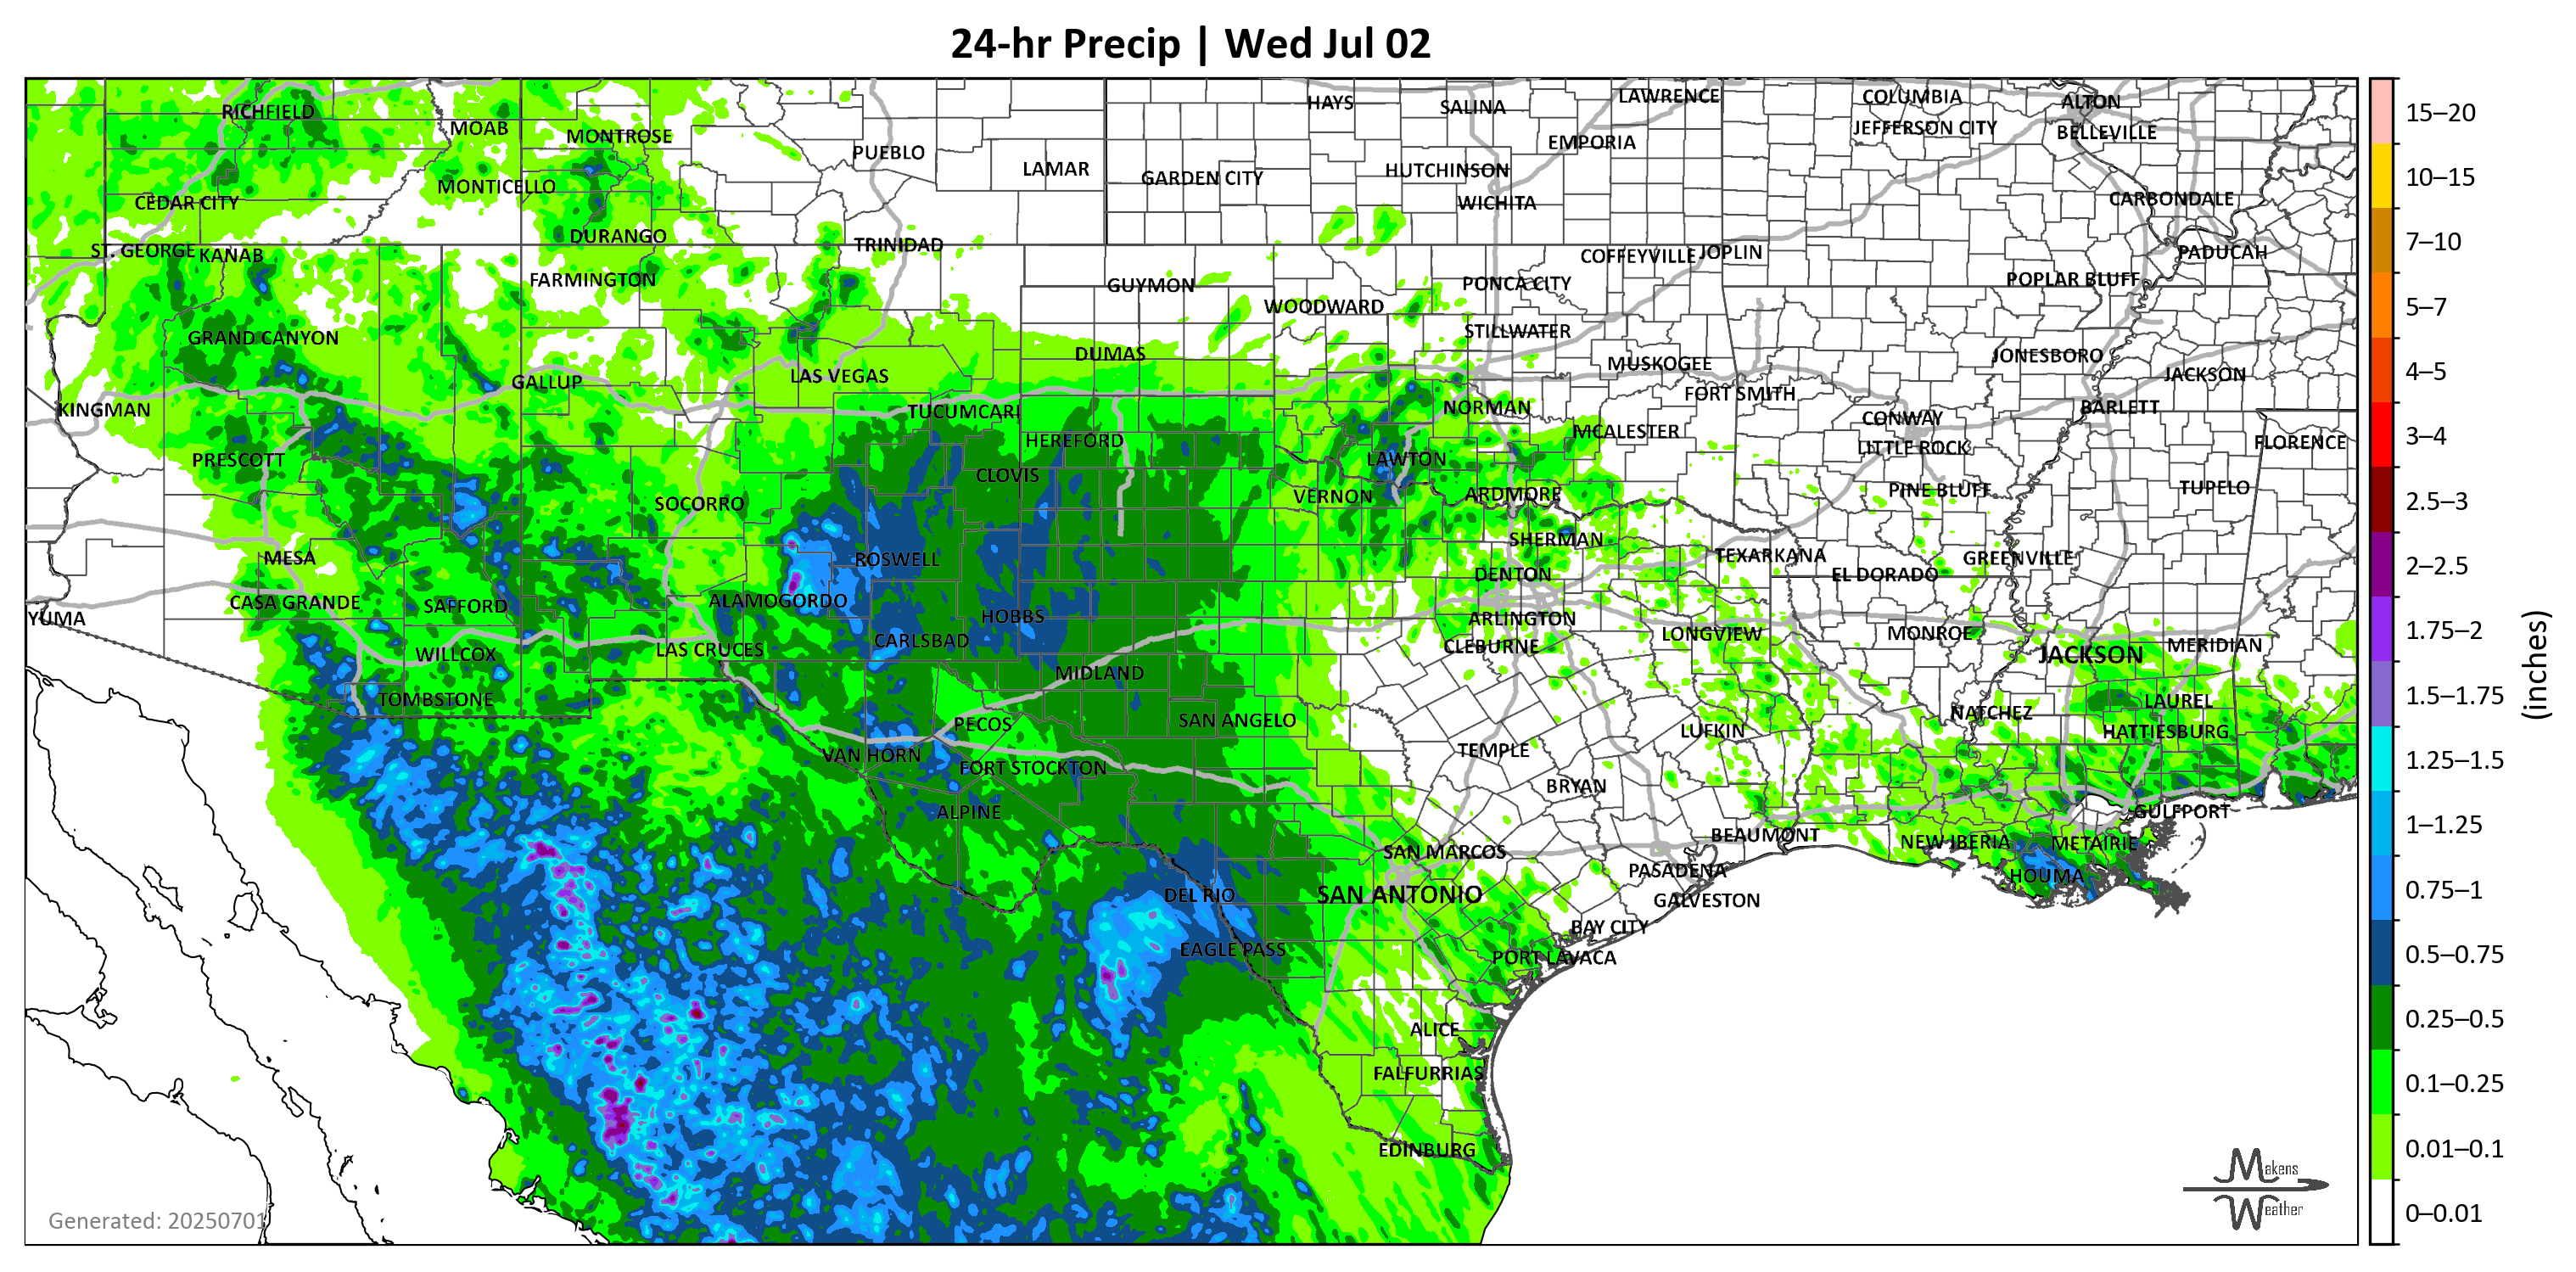 24-hr Precip | Wed Jul 02
RICHFIELD
MOAB
MONTROSE
PUEBLO
LAMAR
HAYS
SALINA
LAWRENCE
COLUMBIA
ALTON
JEFFERSON CITY
BELLEVILLE
EMPORIA
GARDEN CITY
HUTCHINSON
MONTICELLO
CEDAR CITY
WICHITA
CARBONDALE
DURANGO
TRINIDAD
ST. GEORGE
KANAB
COFFEYVILLE
JOPLIN
PADUCAH
FARMINGTON
GUYMON
PONCA CITY
POPLAR BLUFF
WOODWARD
STILLWATER
GRAND CANYON
DUMAS
JONESBORO
MUSKOGEE
GALLUP
LAS VEGAS
JACKSON
FORT SMITH
KINGMAN
TUCUMCARI
NORMAN
BARLETT
CONWAY
MCALESTER
HEREFORD
FLORENCE
LITTLE ROCK
PRESCOTT
LAWTON
CLOVIS
PINE BLUFF
TUPELO
SOCORRO
VERNON
ARDMORE
SHERMAN
MESA
ROSWELL
TEXARKANA
GREENVILLE
DENTON
EL DORADO
CASA GRANDE
SAFFORD
ALAMOGORDO
YUMA
HOBBS
ARLINGTON
CARLSBAD
LONGVIEW
MONROE
CLEBURNE
WILLCOX
LAS CRUCES
JACKSON
MERIDIAN
MIDLAND
TOMBSTONE
LAUREL
NATCHEZ
PECOS
SAN ANGELO
LUFKIN
HATTIESBURG
VAN HORN
FORT STOCKTON
TEMPLE
BRYAN
ALPINE
GULFPORT
BEAUMONT
SAN MARCOS
NEW IBERIA
METAIRIE
PASADENA
HOUMA
DEL RIO
SAN ANTONIO
GALVESTON
BAY CITY
EAGLE PASS
PORT LAVACA
ALICE
FALFURRIAS
EDINBURG
Generated: 20250701
Makens
Weather
15–20
10–15
7–10
5–7
4–5
3–4
2.5–3
2–2.5
1.75–2
1.5–1.75
1.25–1.5
1–1.25
0.75–1
0.5–0.75
0.25–0.5
0.1–0.25
0.01–0.1
0–0.01
(inches)